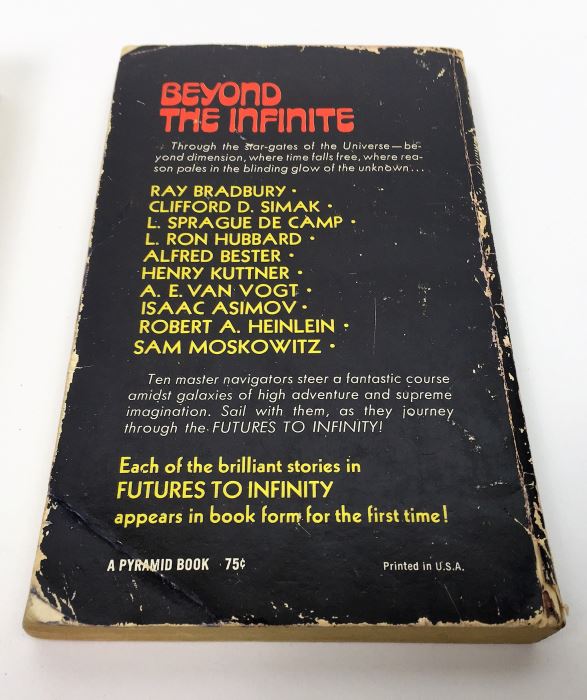 BEYOND
THE INFINITE
Through the star-gates of the Universe—be-
yond dimension, where time falls free, where rea-
son pales in the blinding glow of the unknown...
RAY BRADBURY •
CLIFFORD D. SIMAK •
L. SPRAGUE DE CAMP •
L. RON HUBBARD •
ALFRED BESTER •
HENRY KUTTNER •
A. E. VAN VOGT •
ISAAC ASIMOV •
ROBERT A. HEINLEIN •
SAM MOSKOWITZ •
Ten master navigators steer a fantastic course
amidst galaxies of high adventure and supreme
imagination. Sail with them, as they journey
through the FUTURES TO INFINITY!
Each of the brilliant stories in
FUTURES TO INFINITY
appears in book form for the first time!
A PYRAMID BOOK 75¢
Printed in U.S.A.